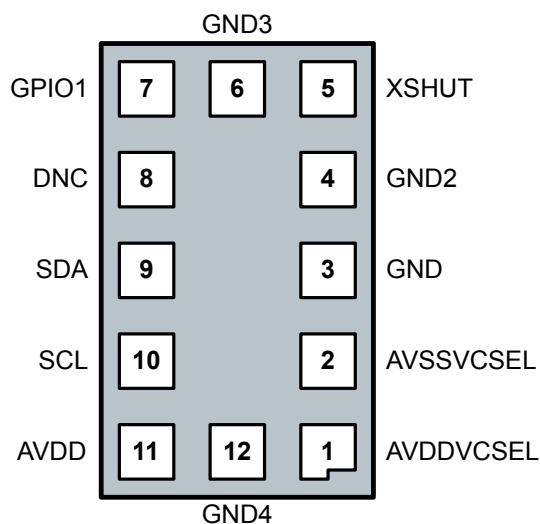 GND3
GPIO1 7 6 5 XSHUT
DNC 8 4 GND2
SDA 9 3 GND
SCL 10 2 AVSSVCSEL
AVDD 11 12 1 AVDDVCSEL
GND4